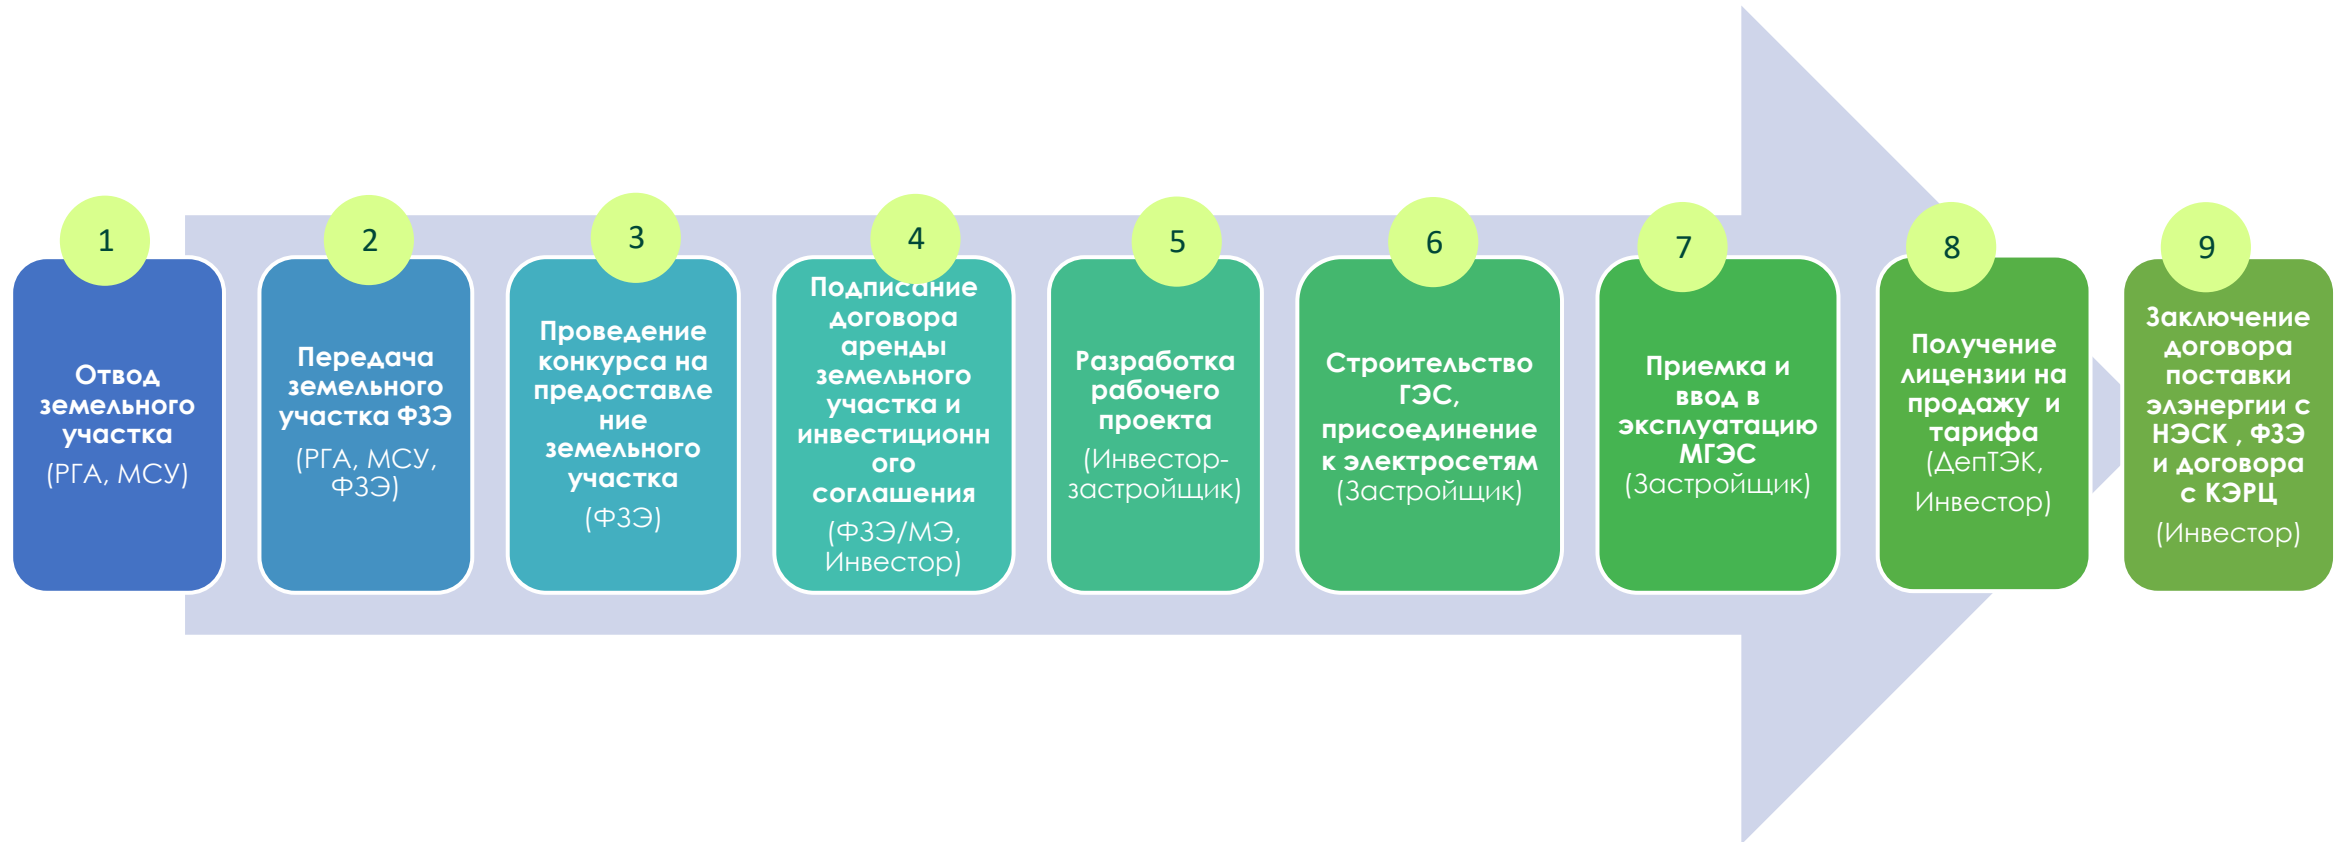 1
Отвод
земельного
участка
(РГА, МСУ)
2
Передача
земельного
участка ФЗЭ
(РГА, МСУ,
ФЗЭ)
3
Проведение
конкурса на
предоставле
ние
земельного
участка
(ФЗЭ)
4
Подписание
договора
аренды
земельного
участка и
инвестиционн
ого
соглашения
(ФЗЭ/МЭ,
Инвестор)
5
Разработка
рабочего
проекта
(Инвестор-
застройщик)
6
Строительство
ГЭС,
присоединение
к электросетям
(Застройщик)
7
Приемка и
ввод в
эксплуатацию
МГЭС
(Застройщик)
8
Получение
лицензии на
продажу и
тарифа
(ДепТЭК,
Инвестор)
9
Заключение
договора
поставки
элэнергии с
НЭСК , ФЗЭ
и договора
с КЭРЦ
(Инвестор)